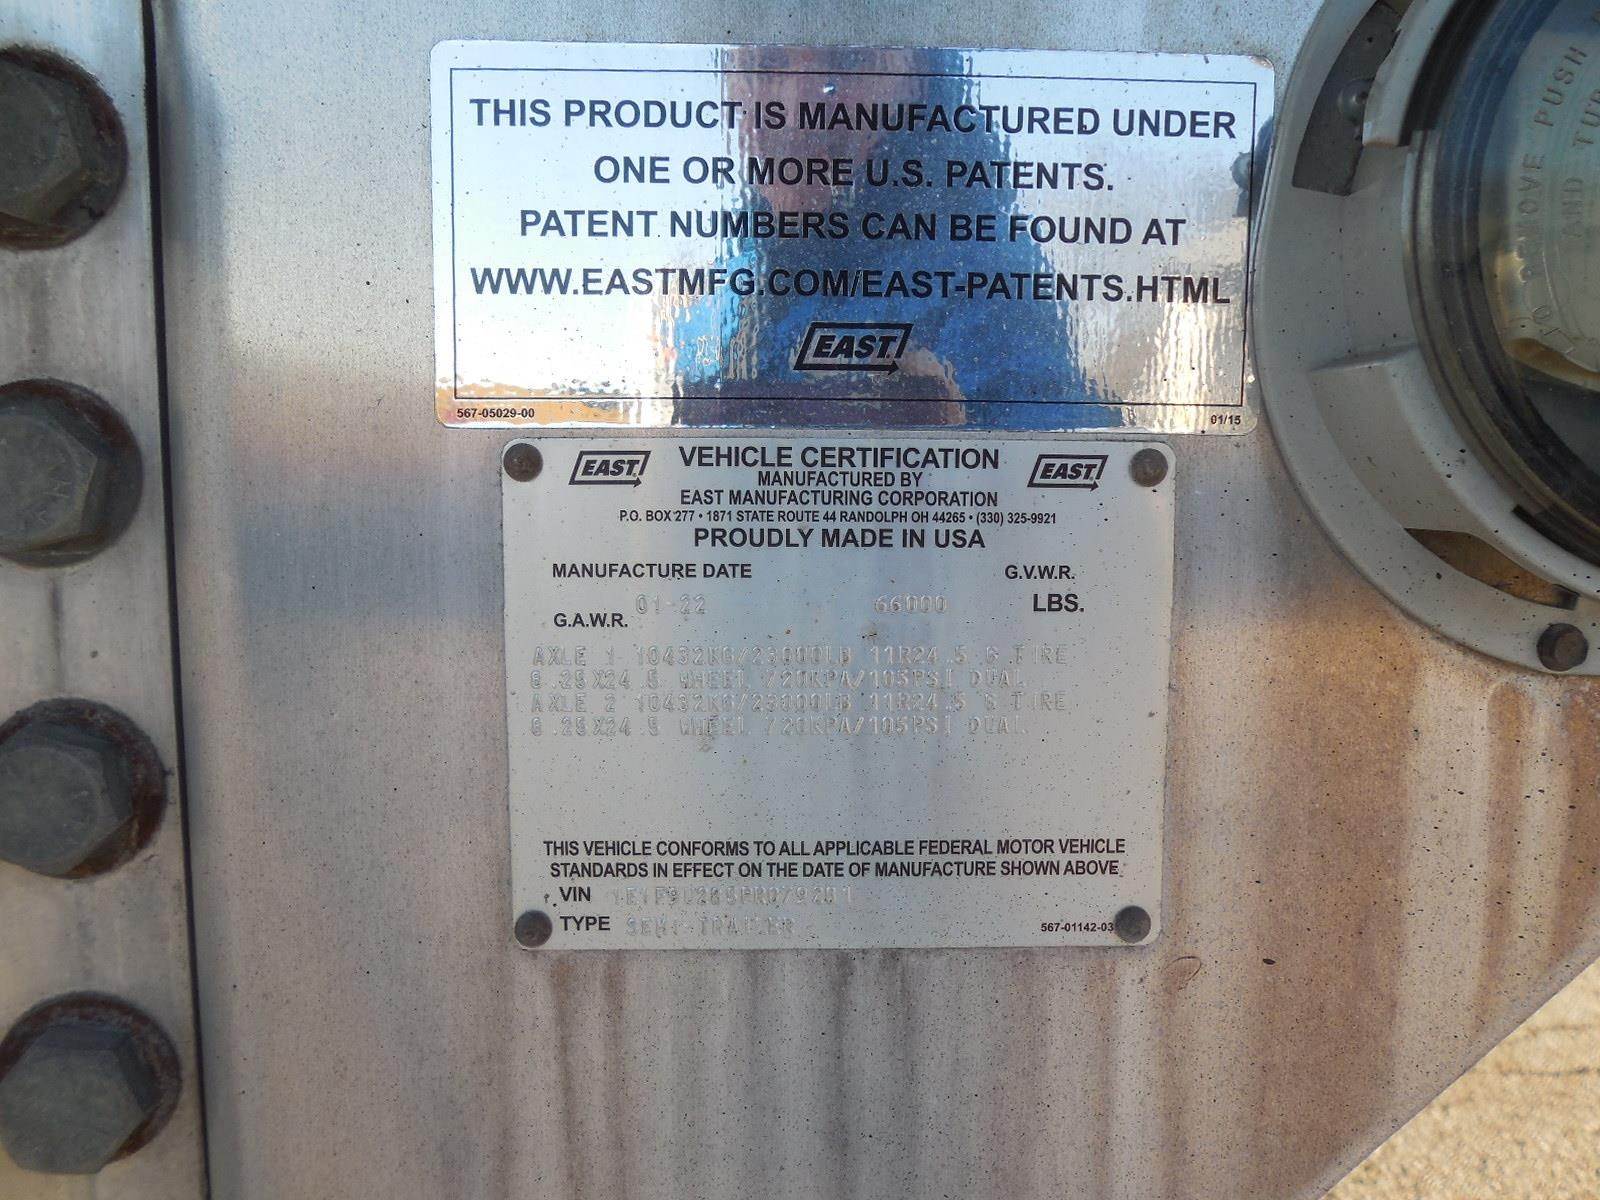 THIS PRODUCT IS MANUFACTURED UNDER
ONE OR MORE U.S. PATENTS.
PATENT NUMBERS CAN BE FOUND AT
WWW.EASTMFG.COM/EAST-PATENTS.HTML
EAST
567-05029-00 01/15
EAST VEHICLE CERTIFICATION EAST
MANUFACTURED BY
EAST MANUFACTURING CORPORATION
P.O. BOX 277 • 1871 STATE ROUTE 44 RANDOLPH OH 44265 • (330) 325-9921
PROUDLY MADE IN USA
MANUFACTURE DATE G.V.W.R.
01-22 66000 LBS.
G.A.W.R.
AXLE 1 10432KG/23000LB 11R24.5 G TIRE
8.25X24.5 WHEEL 720KPA/105PSI DUAL
AXLE 2 10432KG/23000LB 11R24.5 G TIRE
8.25X24.5 WHEEL 720KPA/105PSI DUAL
THIS VEHICLE CONFORMS TO ALL APPLICABLE FEDERAL MOTOR VEHICLE
STANDARDS IN EFFECT ON THE DATE OF MANUFACTURE SHOWN ABOVE.
VIN
TYPE SEMI-TRAILER 567-01142-03
TO REMOVE PUSH
AND TURN